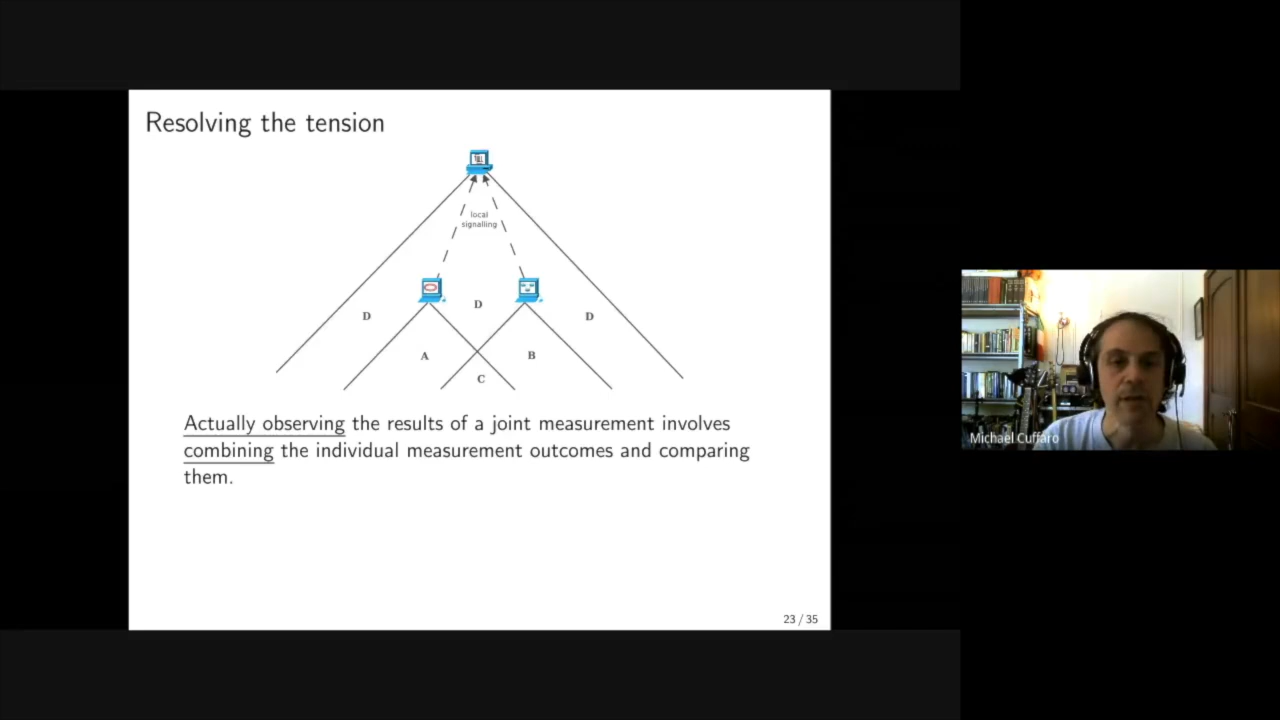 Resolving the tension
local
signalling
D
D
D
A
B
C
Actually observing the results of a joint measurement involves
combining the individual measurement outcomes and comparing
them.
23 / 35
Michael Cuffaro